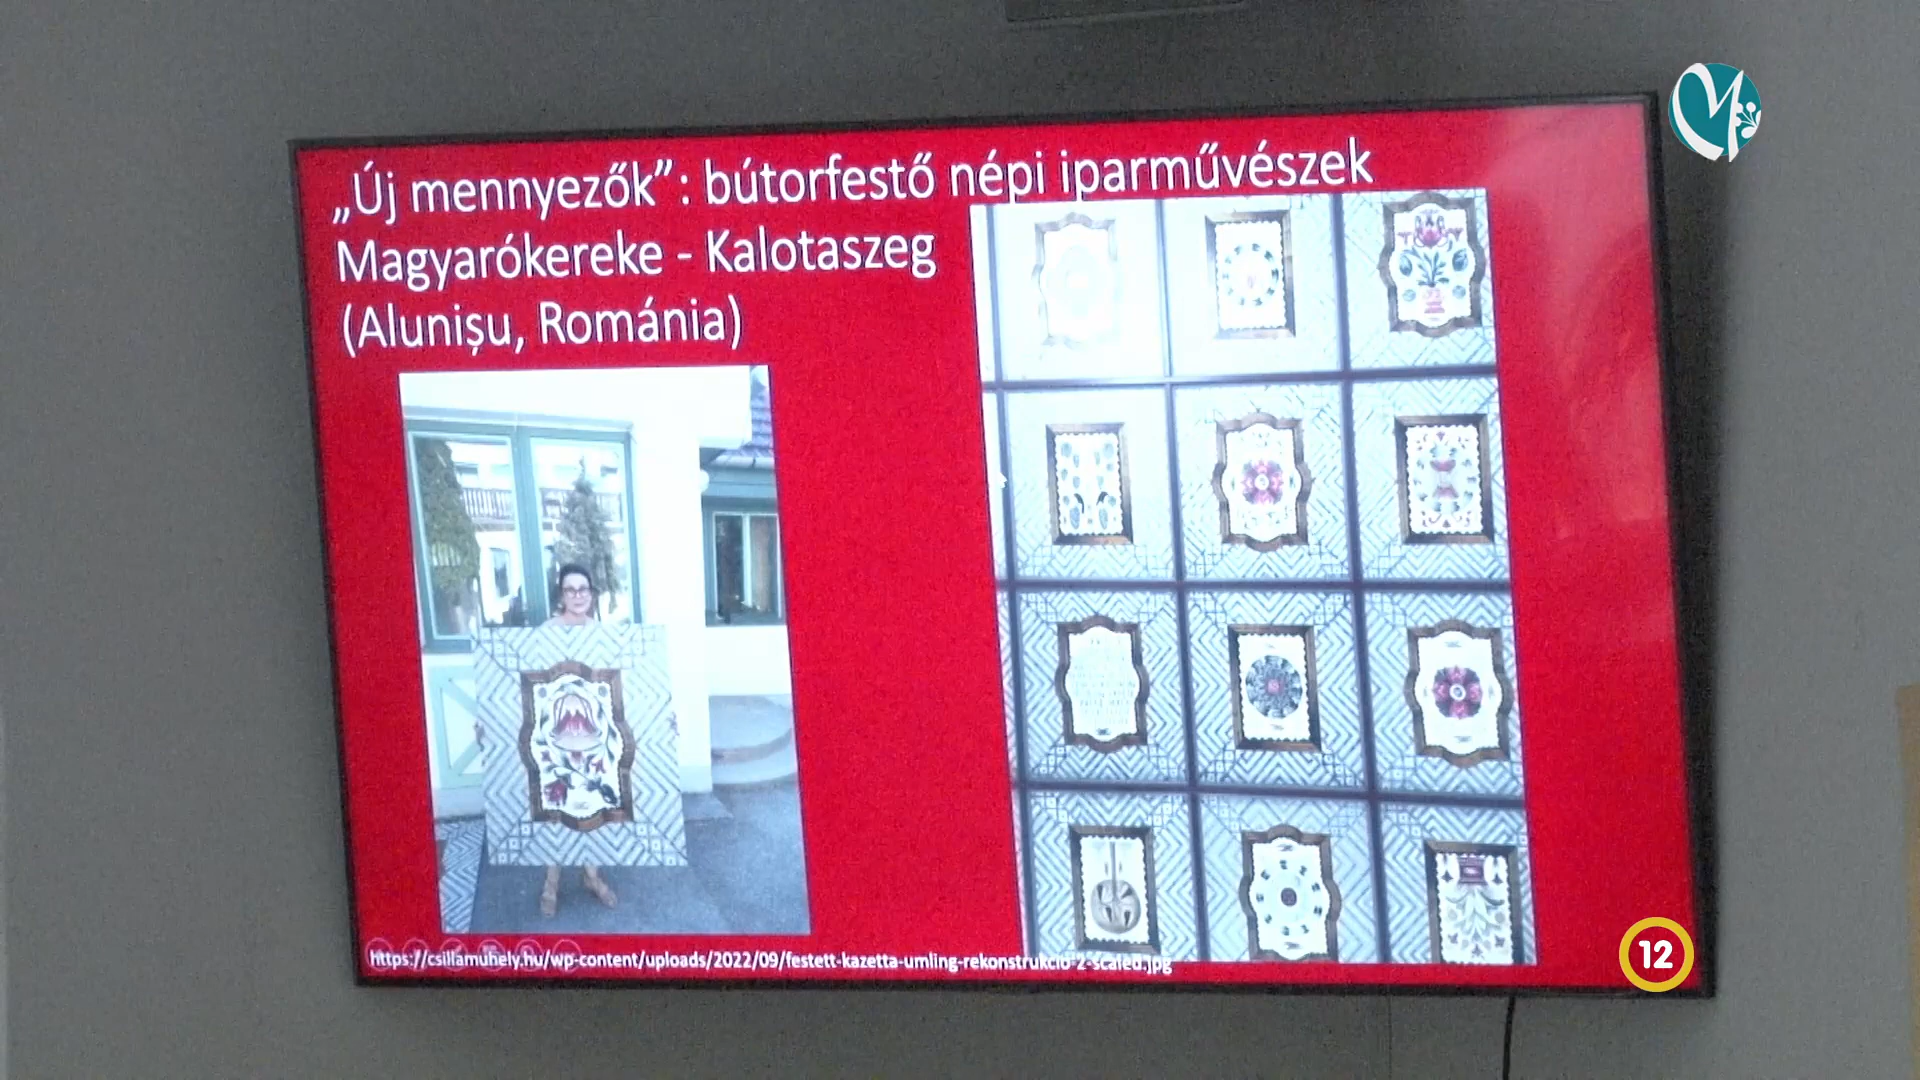 „Új mennyezők”: bútorfestő népi iparművészek
Magyarókereke - Kalotaszeg
(Alunișu, Románia)
https://csillamuhely.hu/wp-content/uploads/2022/09/festett-kazetta-umling-rekonstrukcio-2-scaled.jpg
12